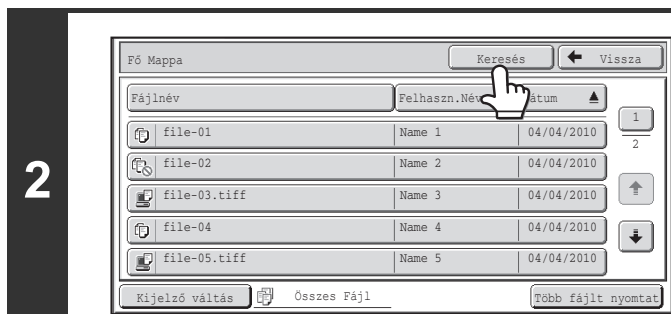 2
Fő Mappa Keresés Vissza
Fájlnév Felhaszn.Név átum
file-01 Name 1 04/04/2010
file-02 Name 2 04/04/2010
file-03.tiff Name 3 04/04/2010
file-04 Name 4 04/04/2010
file-05.tiff Name 5 04/04/2010
1
2
Kijelző váltás Összes Fájl Több fájlt nyomtat